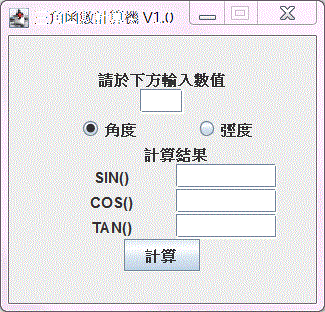 三角函數計算機 V1.0
請於下方輸入數值
角度 弳度
計算結果
SIN()
COS()
TAN()
計算